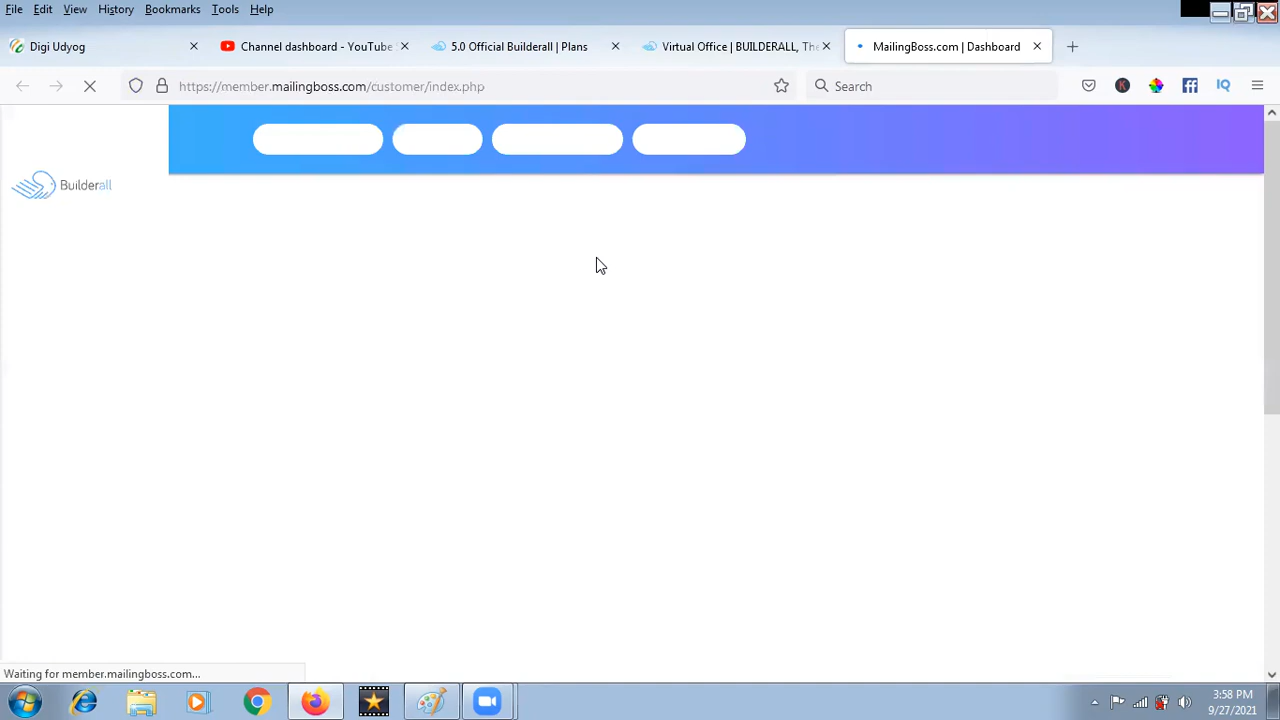 File Edit View History Bookmarks Tools Help
Digi Udyog
Channel dashboard - YouTube
5.0 Official Builderall | Plans
Virtual Office | BUILDERALL, The
MailingBoss.com | Dashboard
https://member.mailingboss.com/customer/index.php
Search
K
IQ
Builderall
Waiting for member.mailingboss.com...
3:58 PM
9/27/2021